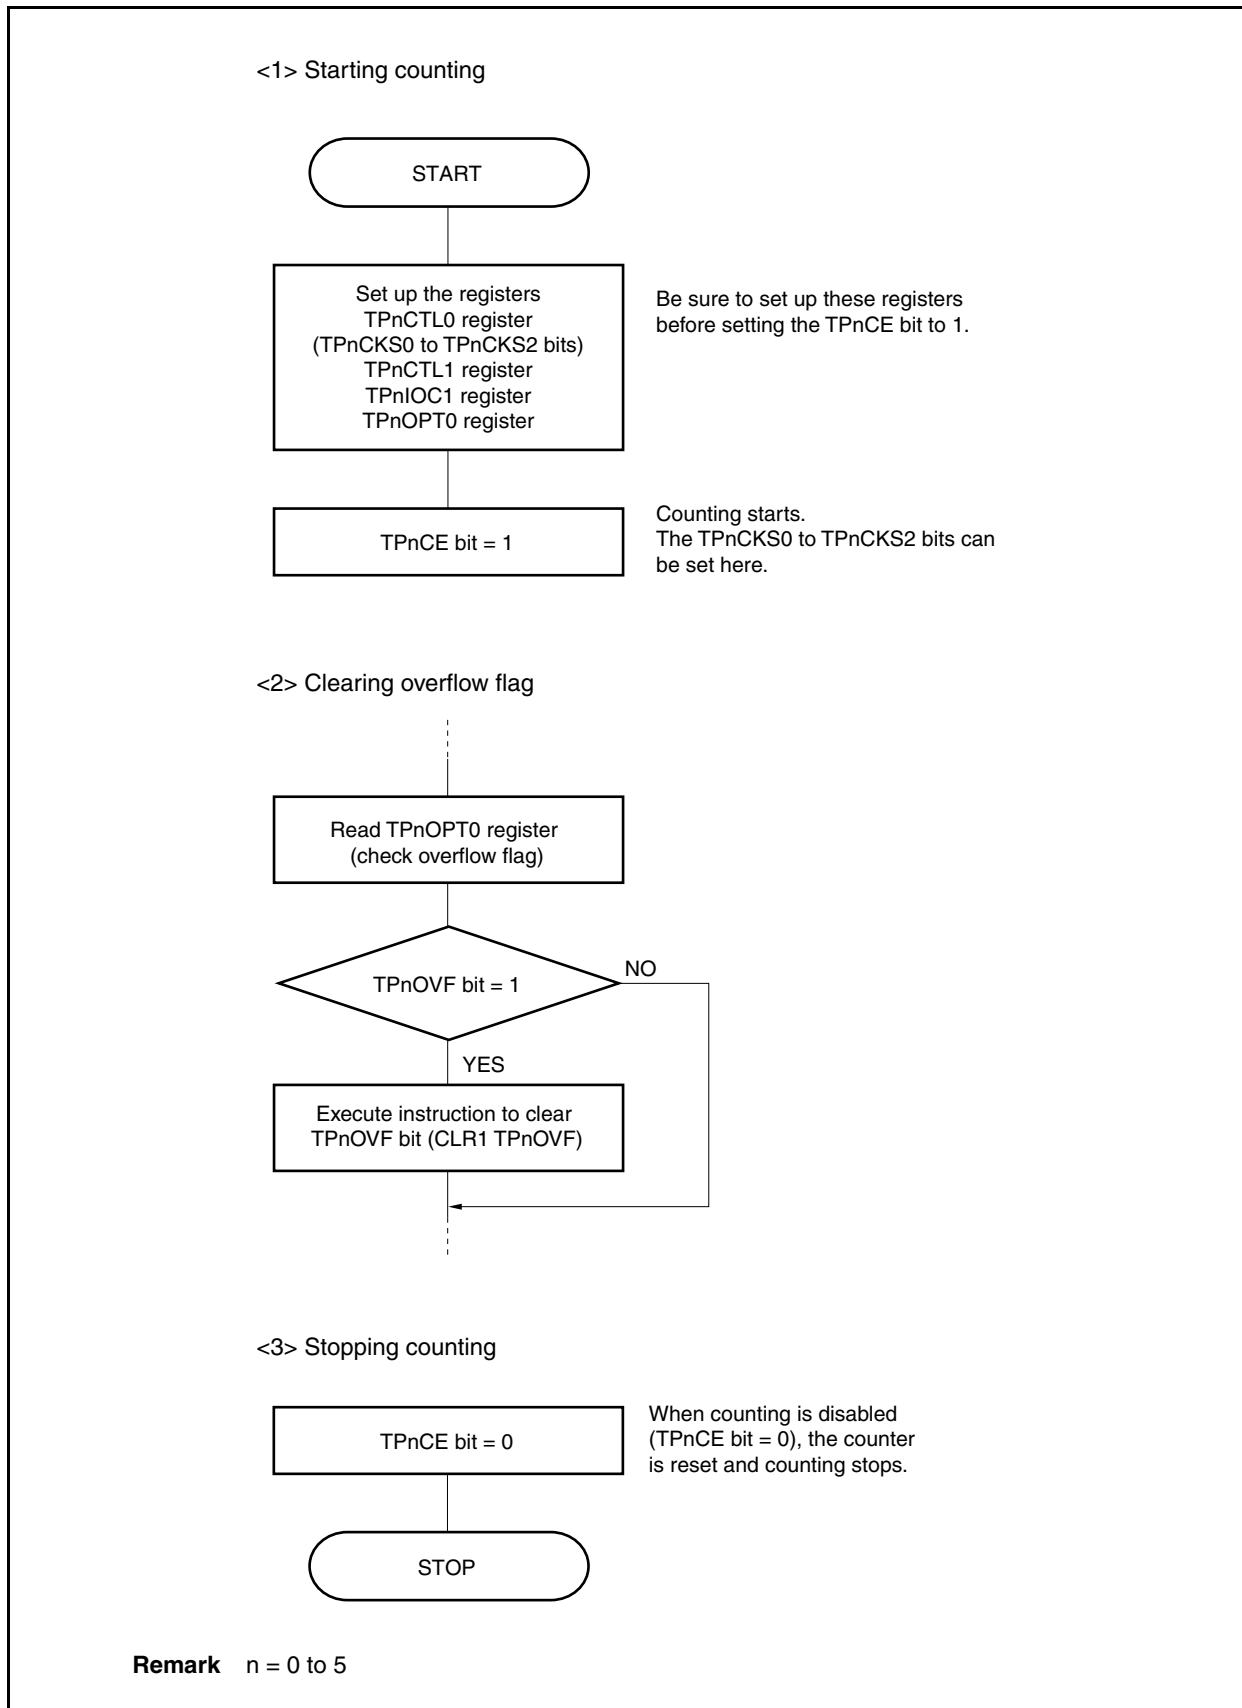 <1> Starting counting
START
Set up the registers
TPnCTL0 register
(TPnCKS0 to TPnCKS2 bits)
TPnCTL1 register
TPnIOC1 register
TPnOPT0 register
Be sure to set up these registers
before setting the TPnCE bit to 1.
TPnCE bit = 1
Counting starts.
The TPnCKS0 to TPnCKS2 bits can
be set here.
<2> Clearing overflow flag
Read TPnOPT0 register
(check overflow flag)
TPnOVF bit = 1
NO
YES
Execute instruction to clear
TPnOVF bit (CLR1 TPnOVF)
<3> Stopping counting
TPnCE bit = 0
When counting is disabled
(TPnCE bit = 0), the counter
is reset and counting stops.
STOP
Remark n = 0 to 5